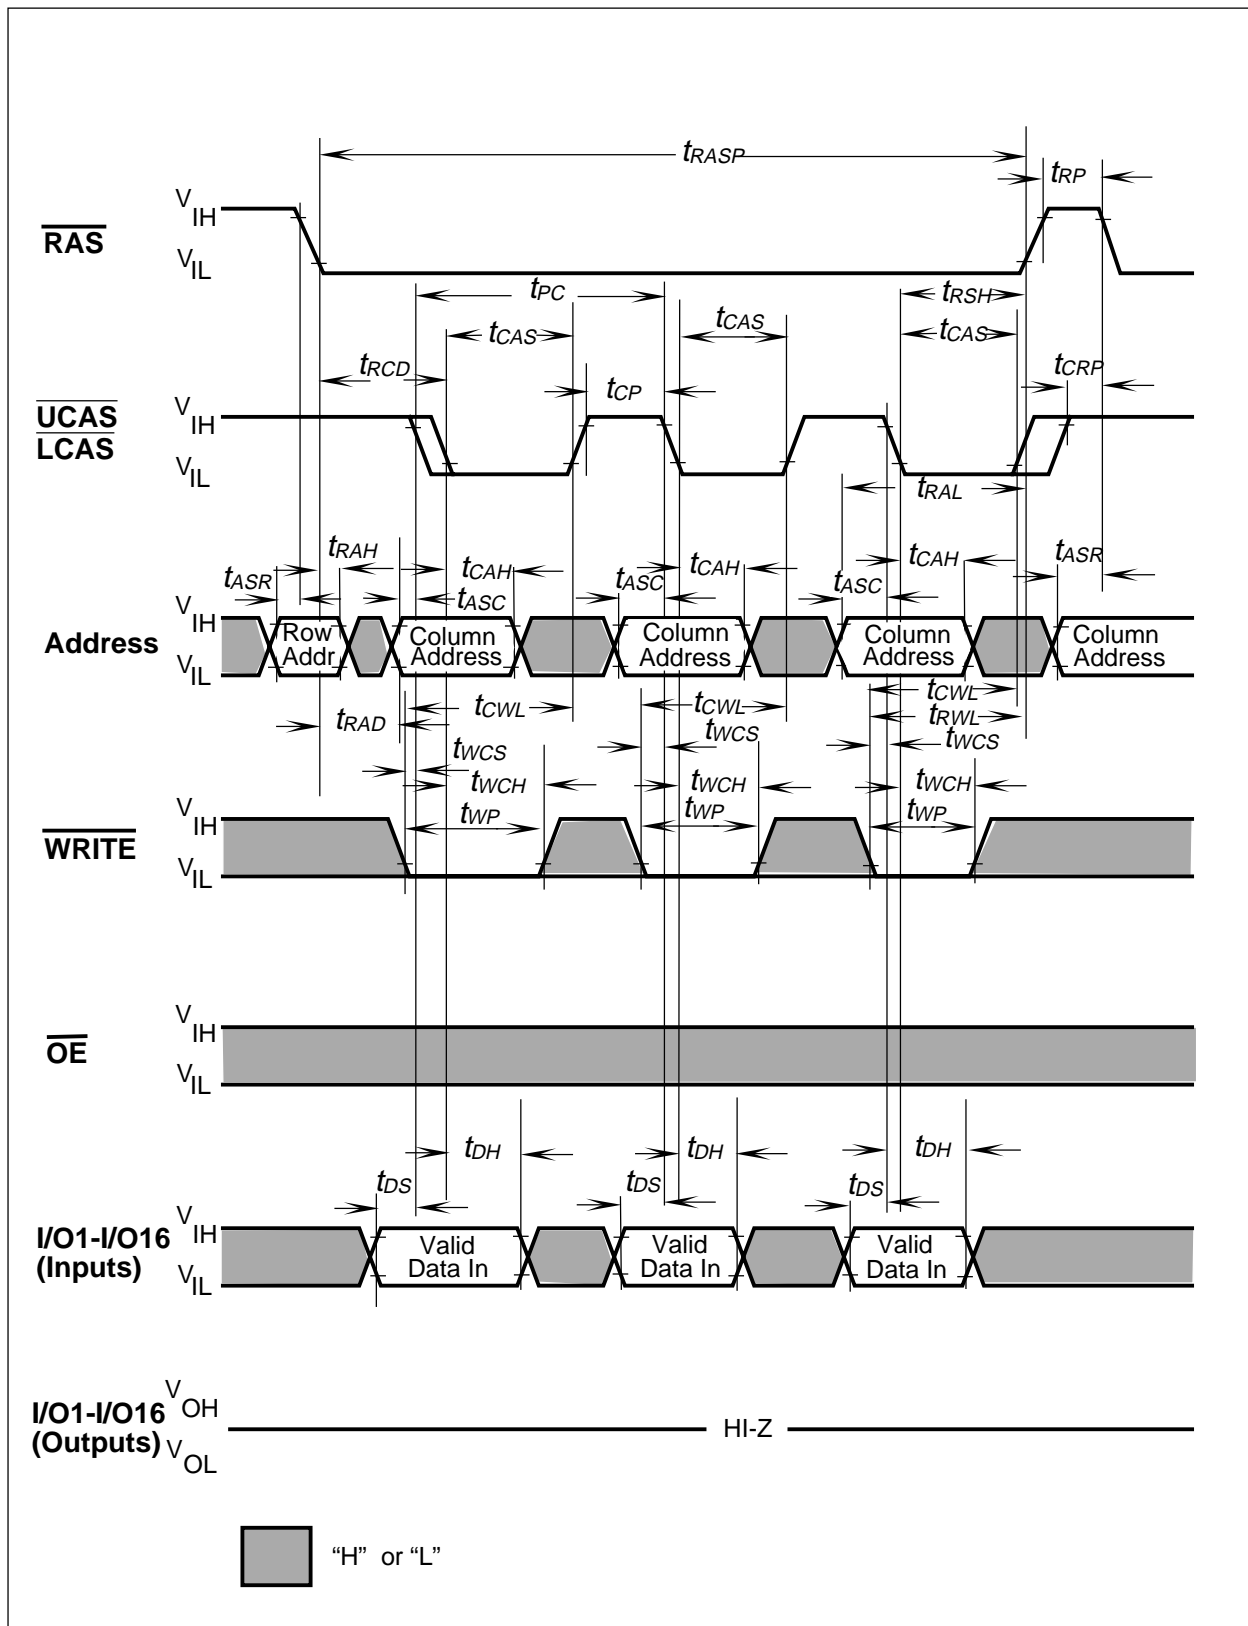 tRASP
tRP
VIH
RAS
VIL
tPC
tRSH
tCAS
tCAS
tCAS
tRCD
tCP
tCRP
VIH
UCAS
LCAS
VIL
tRAL
tRAH
tASR
tCAH
tASC
tASC
tCAH
tASC
tCAH
tASR
VIH
Address
VIL
Row
Addr
Column
Address
Column
Address
Column
Address
Column
Address
tRAD
tCWL
tCWL
tCWL
tRWL
tWCS
tWCS
tWCS
tWCH
tWCH
tWCH
tWP
tWP
tWP
VIH
WRITE
VIL
VIH
OE
VIL
tDH
tDH
tDH
tDS
tDS
tDS
VIH
I/O1-I/O16
(Inputs)
VIL
Valid
Data In
Valid
Data In
Valid
Data In
VOH
I/O1-I/O16
(Outputs)
VOL
HI-Z
“H” or “L”